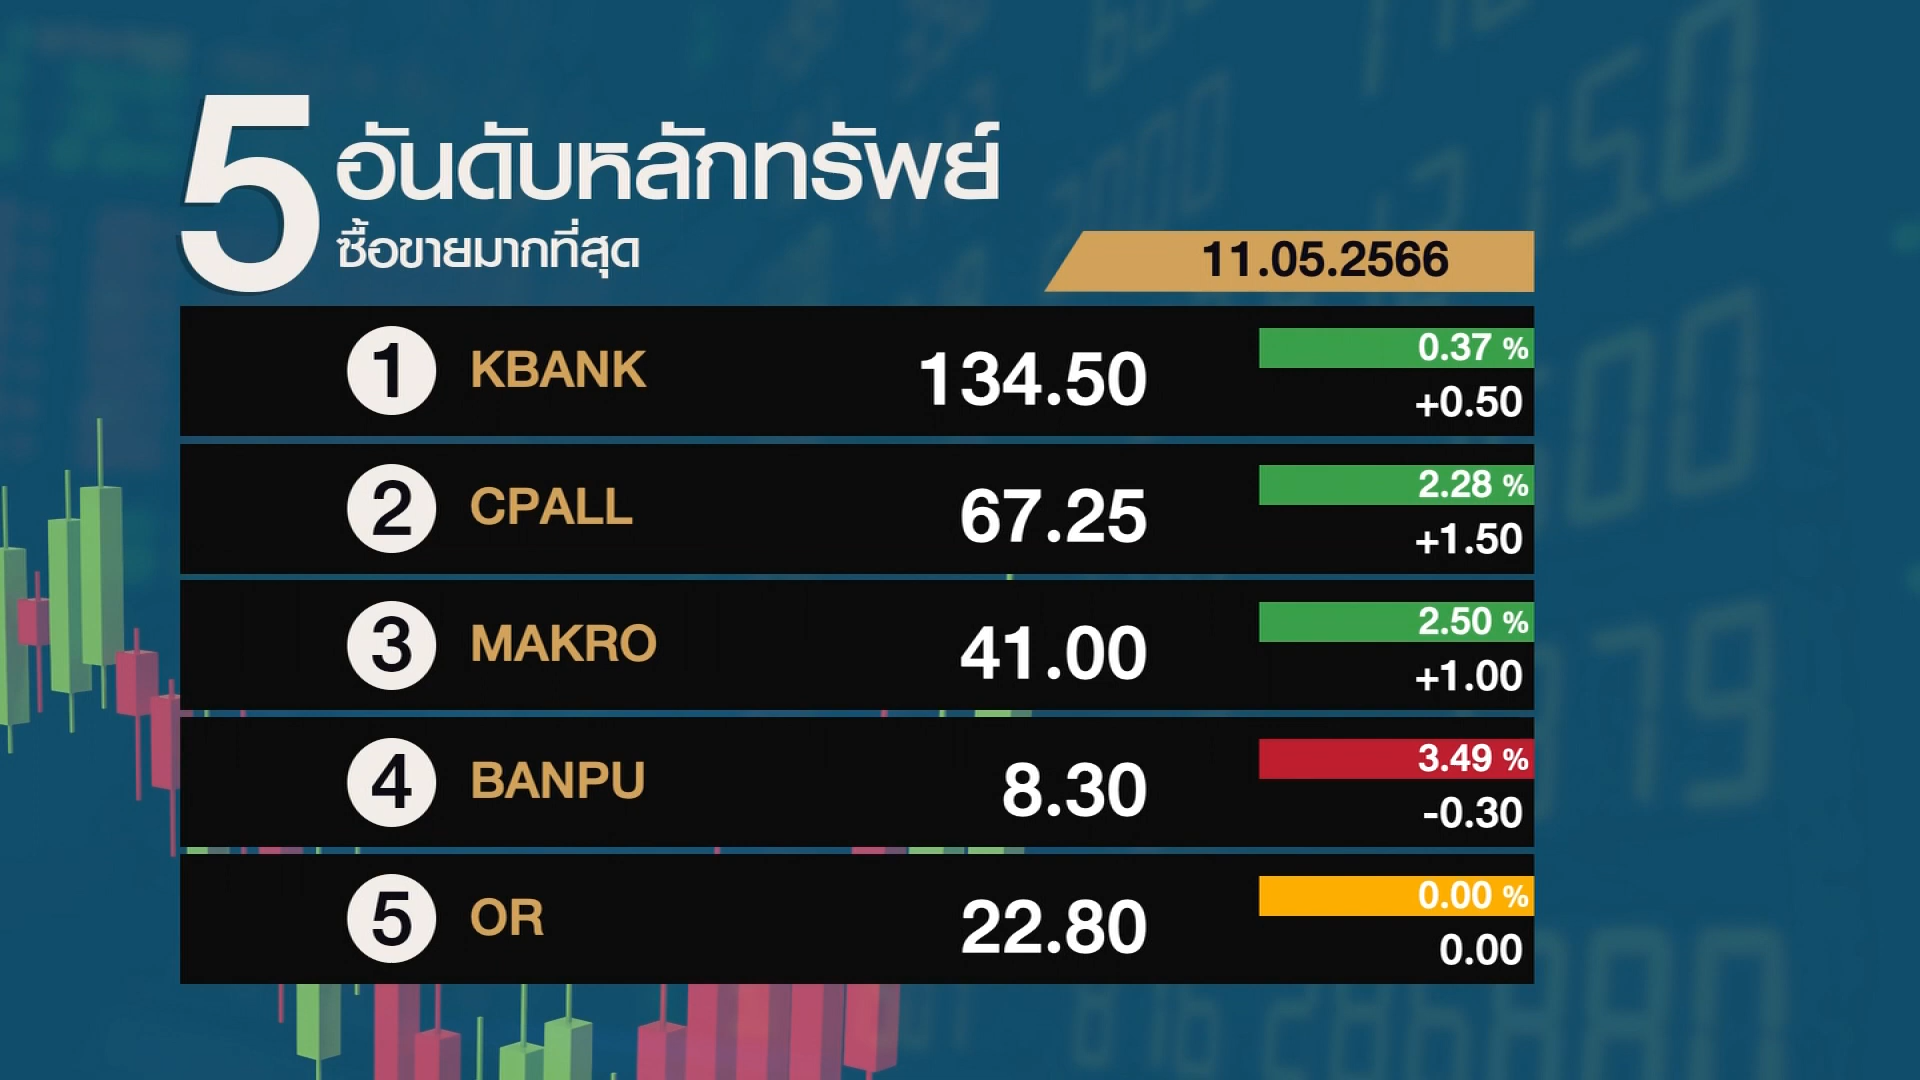 5 อันดับหลักทรัพย์
ซื้อขายมากที่สุด
11.05.2566
1 KBANK 134.50 0.37 %
+0.50
2 CPALL 67.25 2.28 %
+1.50
3 MAKRO 41.00 2.50 %
+1.00
4 BANPU 8.30 3.49 %
-0.30
5 OR 22.80 0.00 %
0.00